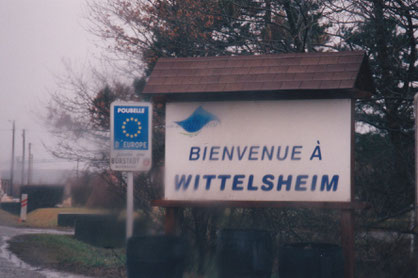 POUBELLE
D'EUROPE
BIENVENUE À
WITTELSHEIM